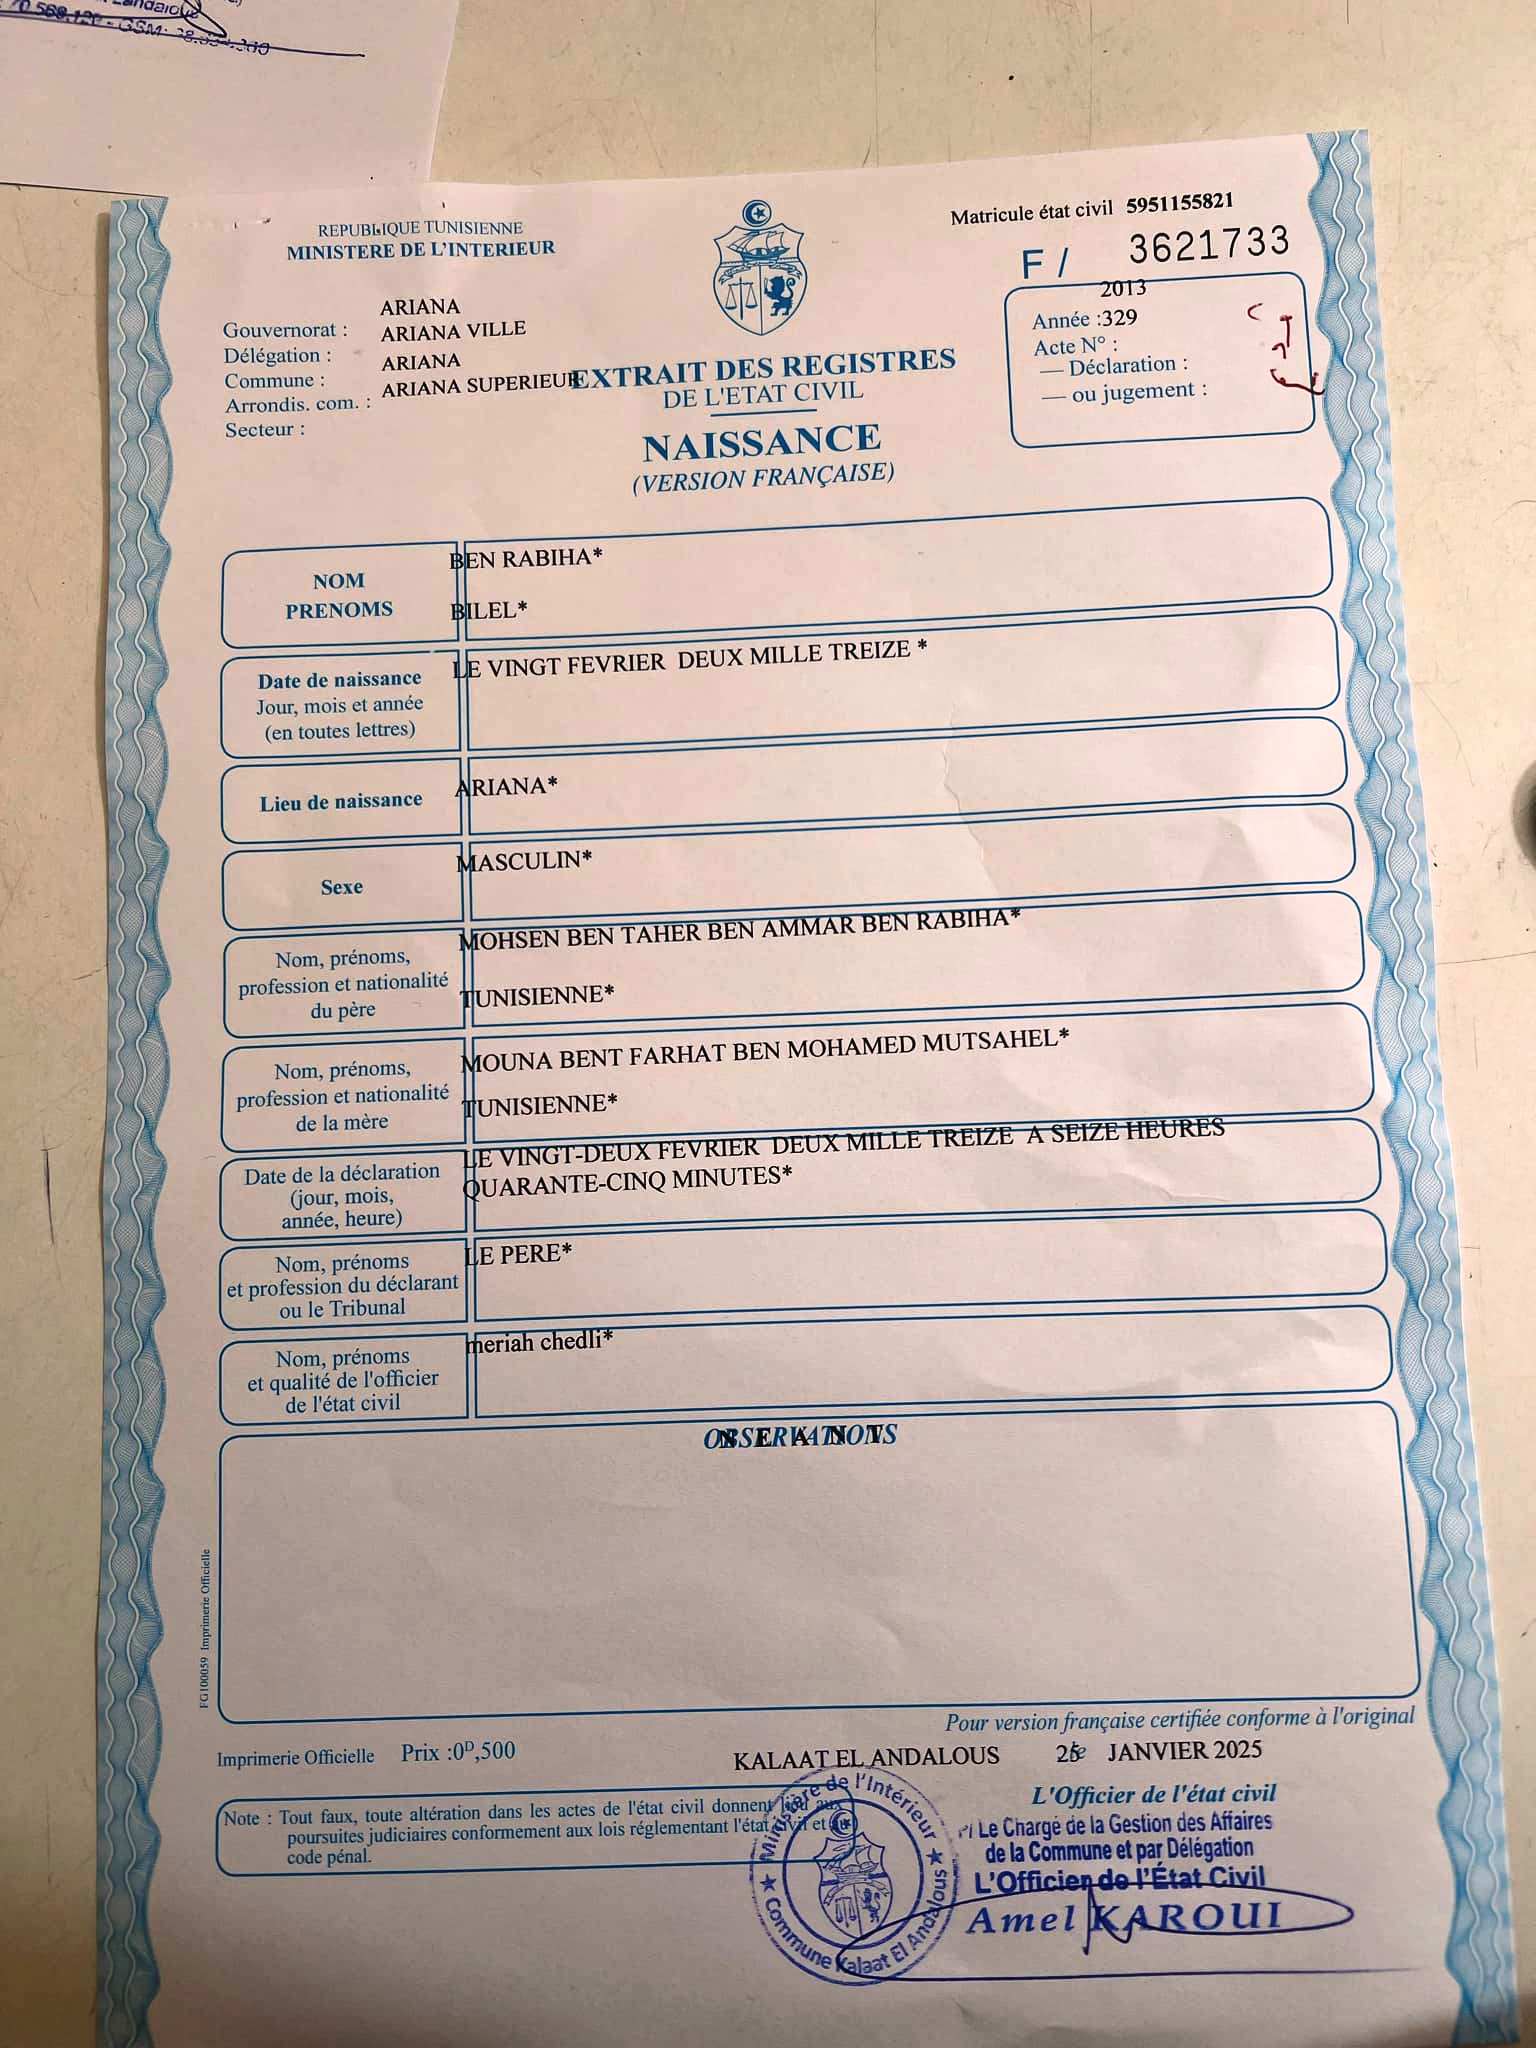 REPUBLIQUE TUNISIENNE
MINISTERE DE L'INTERIEUR
Matricule état civil 5951155821
F / 3621733
2013
Année :329
Acte N° :
— Déclaration :
— ou jugement :
ARIANA
Gouvernorat : ARIANA VILLE
Délégation : ARIANA
Commune : ARIANA SUPERIEUR
Arrondis. com. :
Secteur :
EXTRAIT DES REGISTRES
DE L'ETAT CIVIL
NAISSANCE
(VERSION FRANÇAISE)
NOM BEN RABIHA*
PRENOMS BILEL*
Date de naissance LE VINGT FEVRIER DEUX MILLE TREIZE *
Jour, mois et année
(en toutes lettres)
Lieu de naissance ARIANA*
Sexe MASCULIN*
Nom, prénoms, MOHSEN BEN TAHER BEN AMMAR BEN RABIHA*
profession et nationalité TUNISIENNE*
du père
Nom, prénoms, MOUNA BENT FARHAT BEN MOHAMED MUTSAHEL*
profession et nationalité TUNISIENNE*
de la mère
Date de la déclaration LE VINGT-DEUX FEVRIER DEUX MILLE TREIZE A SEIZE HEURES
(jour, mois, QUARANTE-CINQ MINUTES*
année, heure)
Nom, prénoms LE PERE*
et profession du déclarant
ou le Tribunal
Nom, prénoms meriah chedli*
et qualité de l'officier
de l'état civil
OBSERVATIONS
N E A N T
FG100059 Imprimerie Officielle
Pour version française certifiée conforme à l'original
Imprimerie Officielle Prix :0D,500
KALAAT EL ANDALOUS JANVIER 2025
L'Officier de l'état civil
Note : Tout faux, toute altération dans les actes de l'état civil donnent lieu aux
poursuites judiciaires conformement aux lois réglementant l'état civil et au
code pénal.
Ministère de l'Intérieur
Commune Kalaat El Andalous
P/ Le Chargé de la Gestion des Affaires
de la Commune et par Délégation
L'Officier de l'État Civil
Amel KAROUI